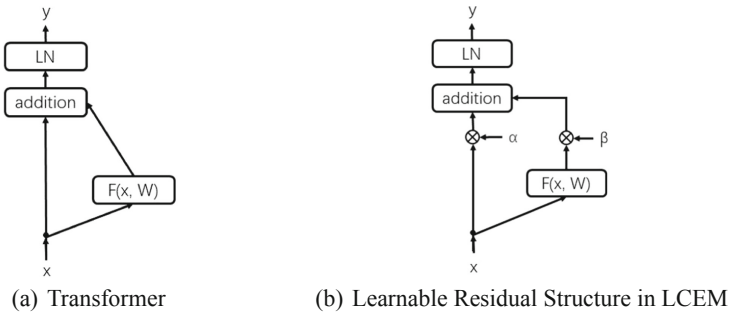 y
LN
addition
F(x, W)
x
(a) Transformer
y
LN
addition
α
β
F(x, W)
x
(b) Learnable Residual Structure in LCEM